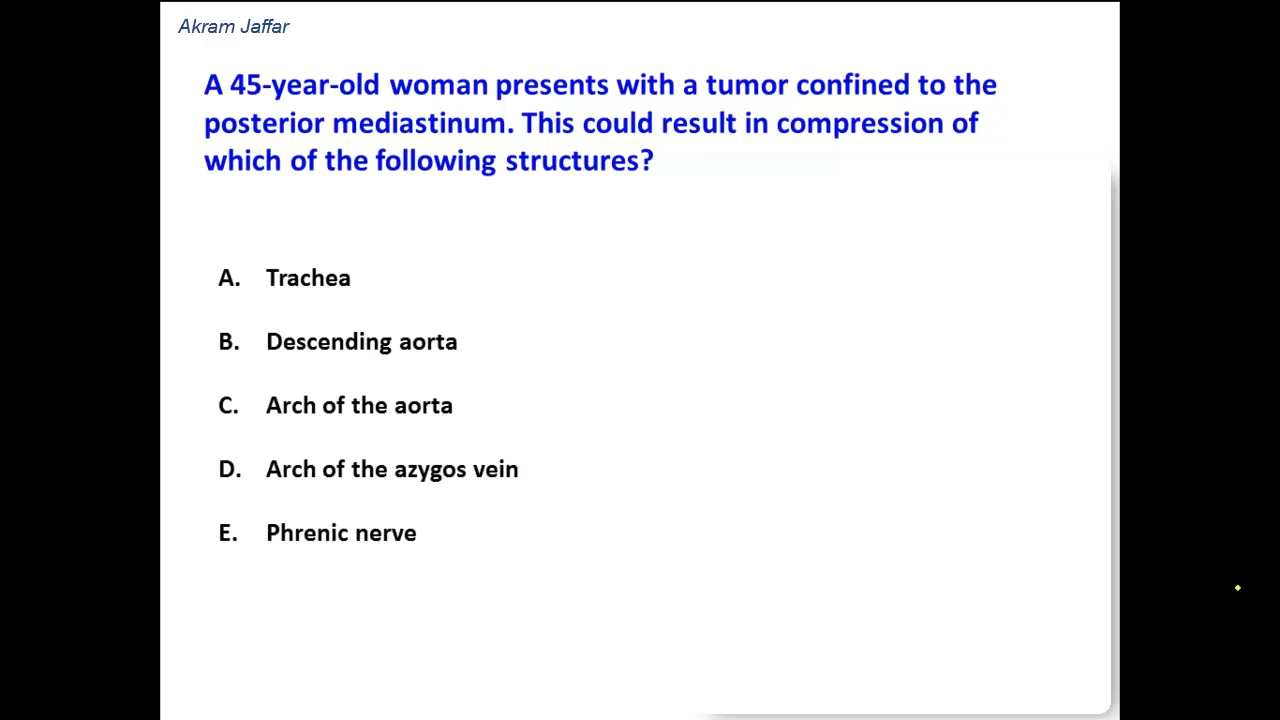 Akram Jaffar
A 45-year-old woman presents with a tumor confined to the
posterior mediastinum. This could result in compression of
which of the following structures?
A. Trachea
B. Descending aorta
C. Arch of the aorta
D. Arch of the azygos vein
E. Phrenic nerve